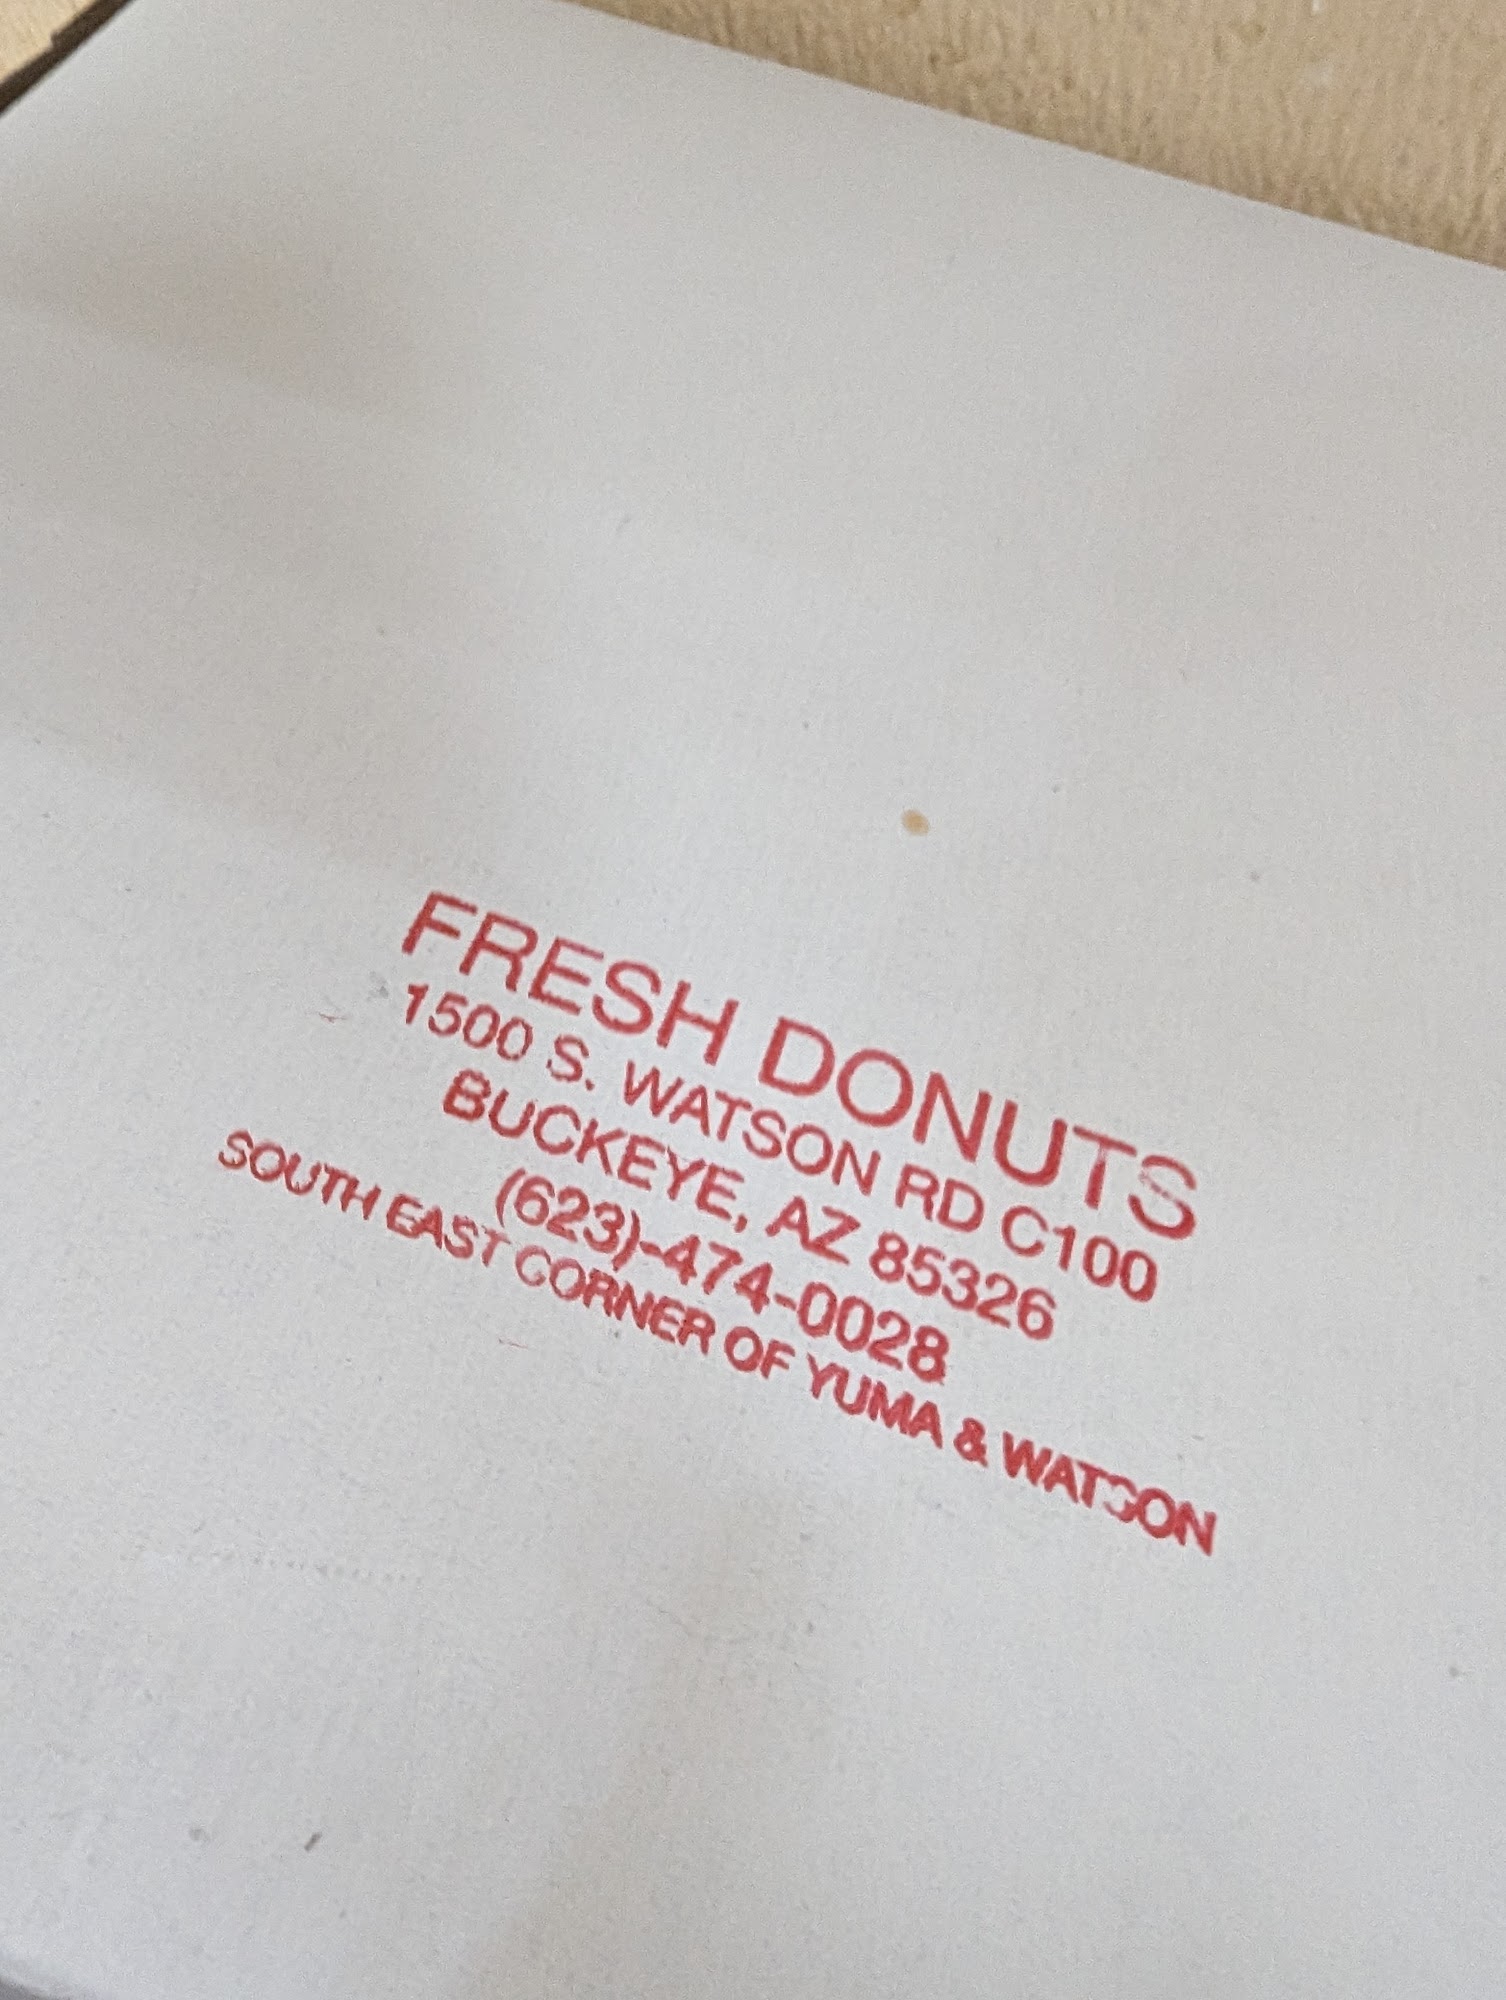 FRESH DONUTS
1500 S. WATSON RD C100
BUCKEYE, AZ 85326
(623)-474-0028
SOUTH EAST CORNER OF YUMA & WATSON